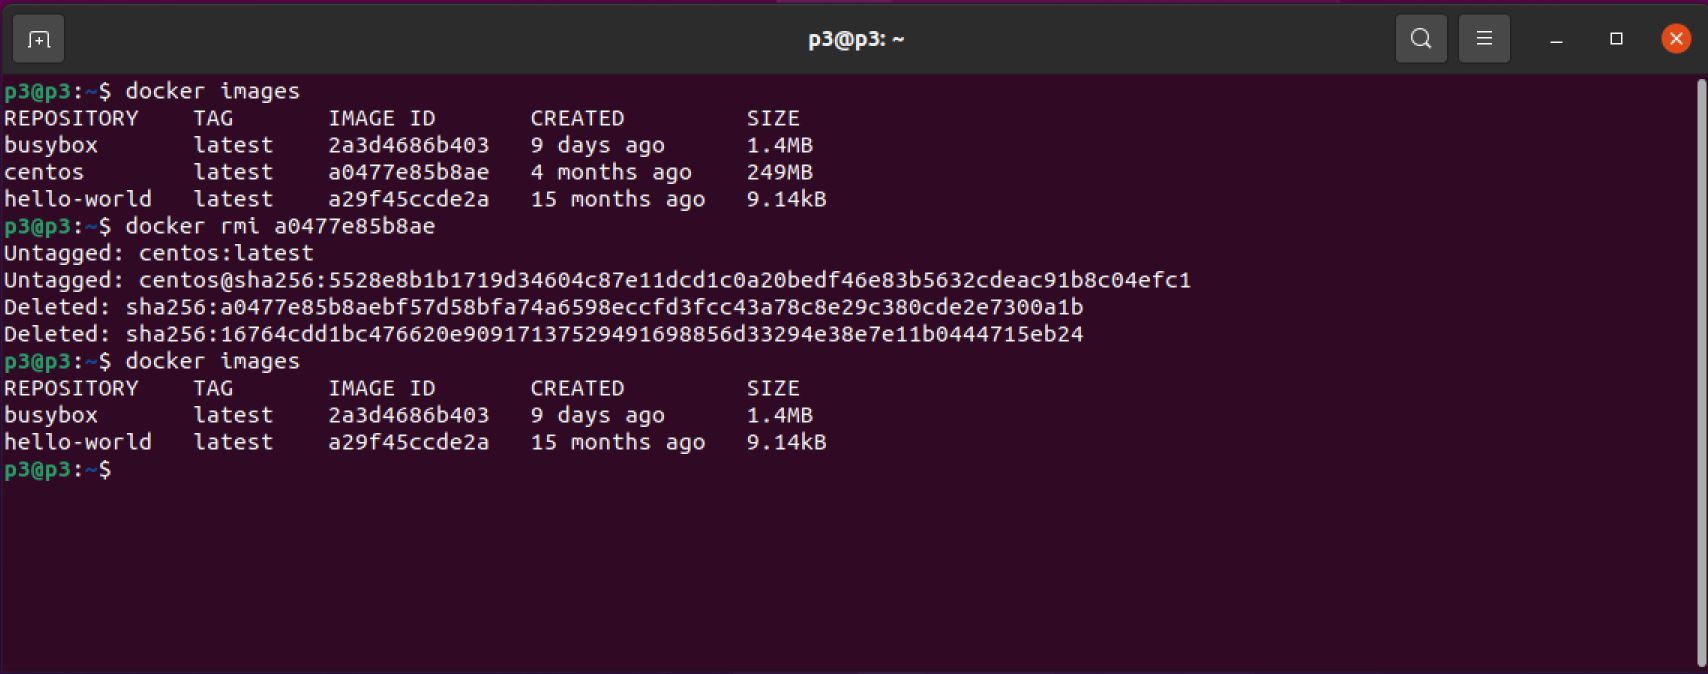 p3@p3: ~
p3@p3:~$ docker images
REPOSITORY    TAG       IMAGE ID       CREATED         SIZE
busybox       latest    2a3d4686b403   9 days ago      1.4MB
centos        latest    a0477e85b8ae   4 months ago    249MB
hello-world   latest    a29f45ccde2a   15 months ago   9.14kB
p3@p3:~$ docker rmi a0477e85b8ae
Untagged: centos:latest
Untagged: centos@sha256:5528e8b1b1719d34604c87e11dcd1c0a20bedf46e83b5632cdeac91b8c04efc1
Deleted: sha256:a0477e85b8aebf57d58bfa74a6598eccfd3fcc43a78c8e29c380cde2e7300a1b
Deleted: sha256:16764cdd1bc476620e90917137529491698856d33294e38e7e11b0444715eb24
p3@p3:~$ docker images
REPOSITORY    TAG       IMAGE ID       CREATED         SIZE
busybox       latest    2a3d4686b403   9 days ago      1.4MB
hello-world   latest    a29f45ccde2a   15 months ago   9.14kB
p3@p3:~$